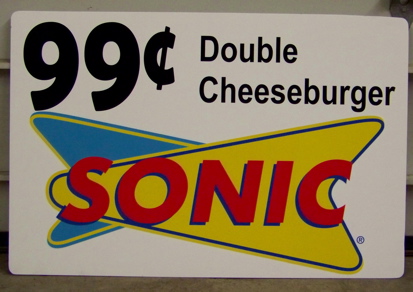 99¢ Double
Cheeseburger
SONIC
®